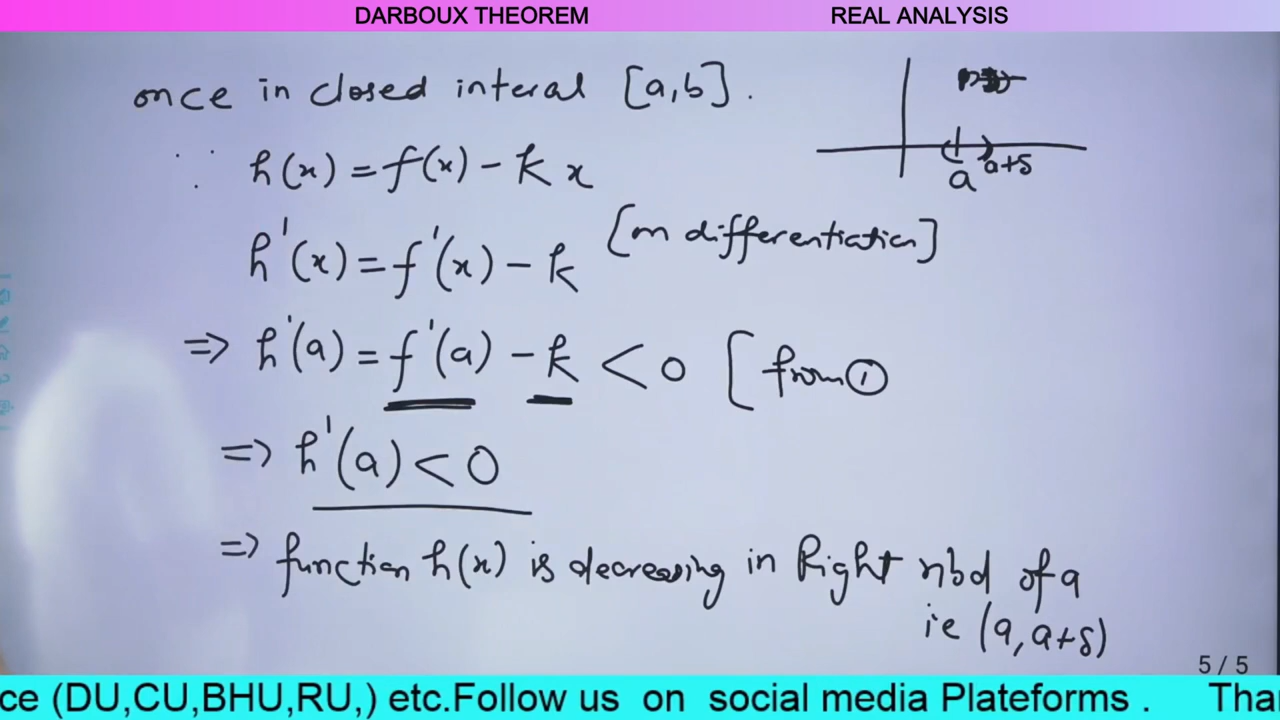 DARBOUX THEOREM REAL ANALYSIS
once in closed interal [a,b].
∵ h(x) = f(x) - k x
h'(x) = f'(x) - k [on differentiation]
⇒ h'(a) = f'(a) - k < 0 [from ①
⇒ h'(a) < 0
⇒ function h(x) is decreasing in Right nbd of a
ie (a, a+δ)
a a+δ
5 / 5
ce (DU,CU,BHU,RU,) etc.Follow us on social media Plateforms . Tha